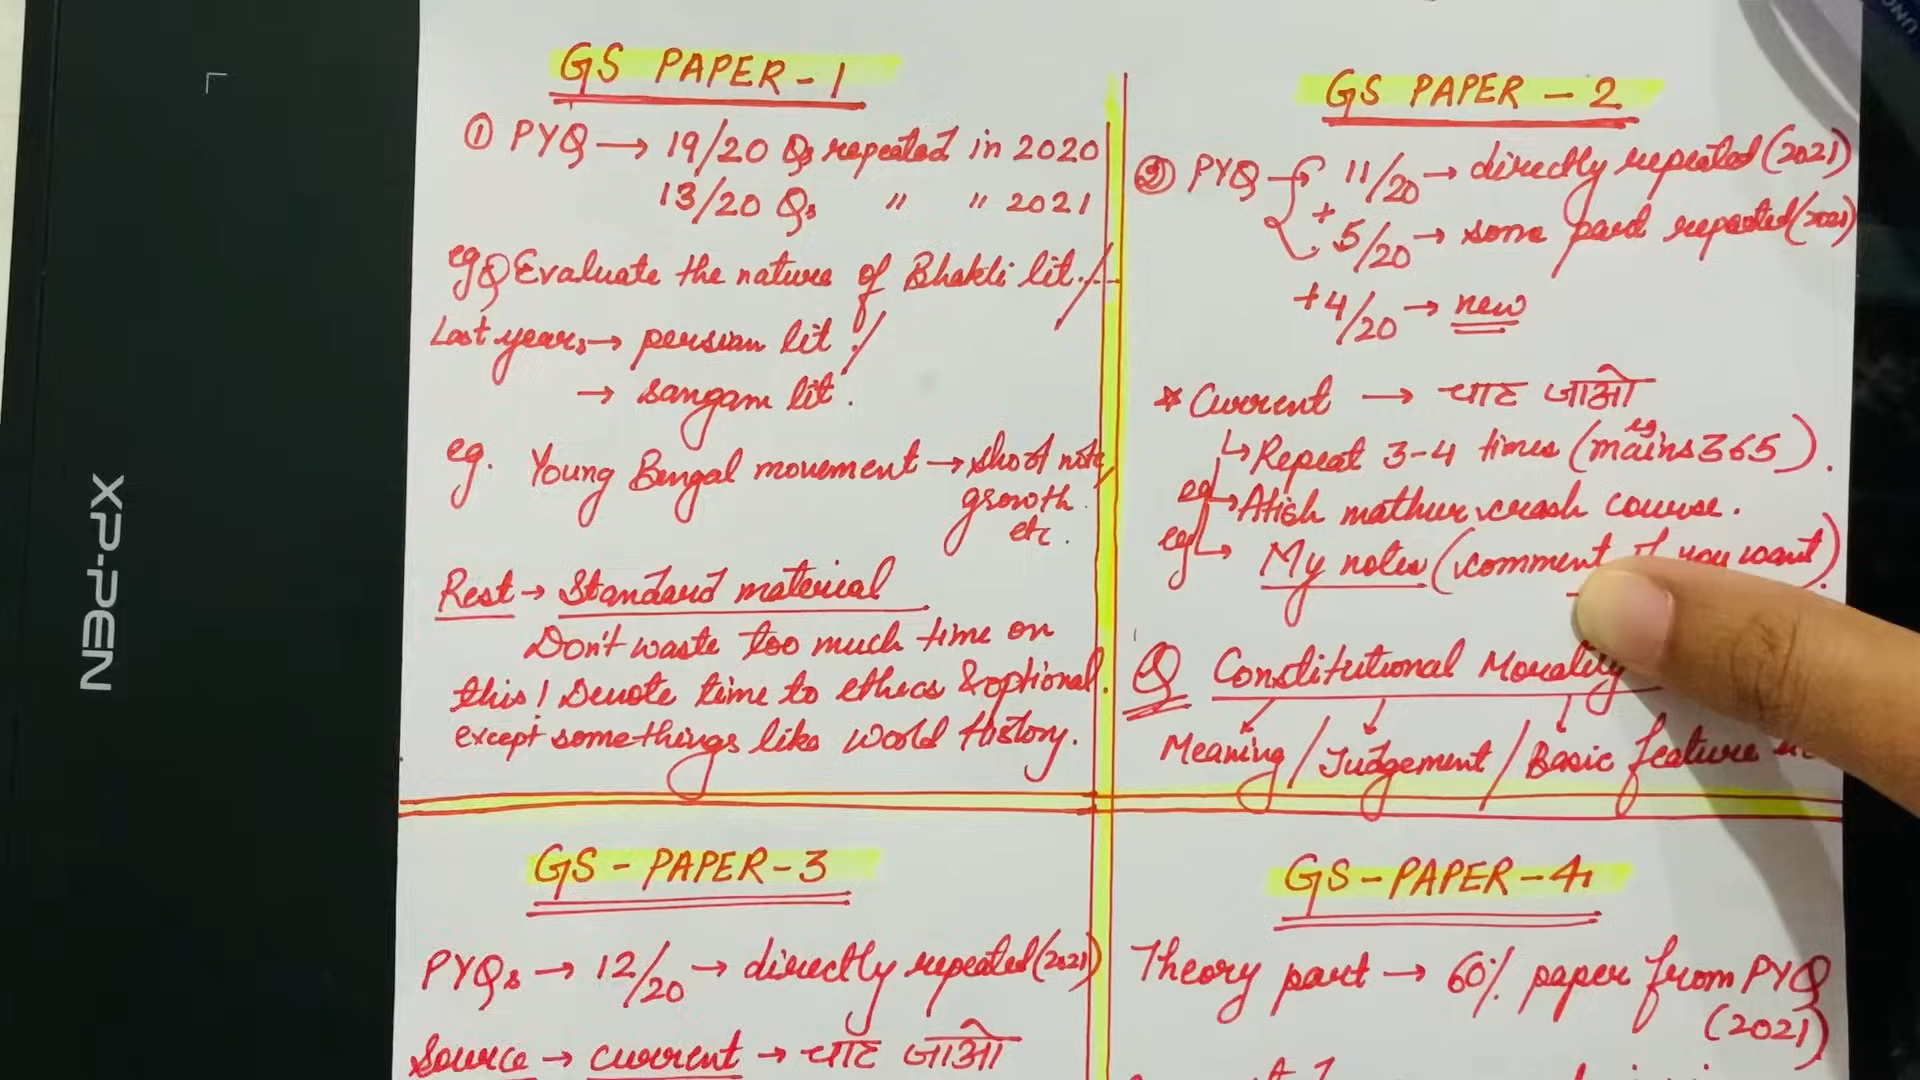 GS PAPER - 1
① PYQ → 19/20 Qs repeated in 2020
13/20 Qs " " 2021
eg Q Evaluate the nature of Bhakti lit./
Last years → persian lit /
→ sangam lit.
eg. Young Bengal movement → short note
growth
etc.
Rest → Standard material
Don't waste too much time on
this! Devote time to ethics & optional.
except somethings like World History.
GS PAPER - 2
② PYQ → 11/20 → directly repeated (2021)
+ 5/20 → some part repeated (2021)
+4/20 → new
* Current → चाट जाओ
↳ Repeat 3-4 times (eg mains 365).
eg → Atish mathur crash course.
eg → My notes (comment if you want)
Q Constitutional Morality
Meaning / Judgement / Basic feature
GS - PAPER - 3
PYQs → 12/20 → directly repeated (2021)
Source → current → चाट जाओ
GS - PAPER - 4
Theory part → 60% paper from PYQ
(2021)
XP-PEN